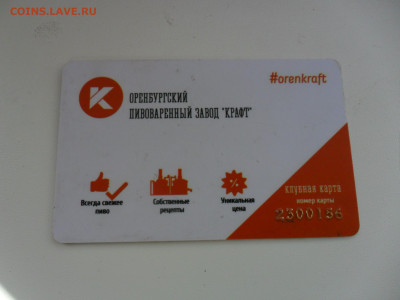 COINS.LAVE.RU
#orenkraft
K
ОРЕНБУРГСКИЙ
ПИВОВАРЕННЫЙ ЗАВОД "КРАФТ"
Всегда свежее
пиво
Собственные
рецепты
Уникальная
цена
клубная карта
номер карты
2300156